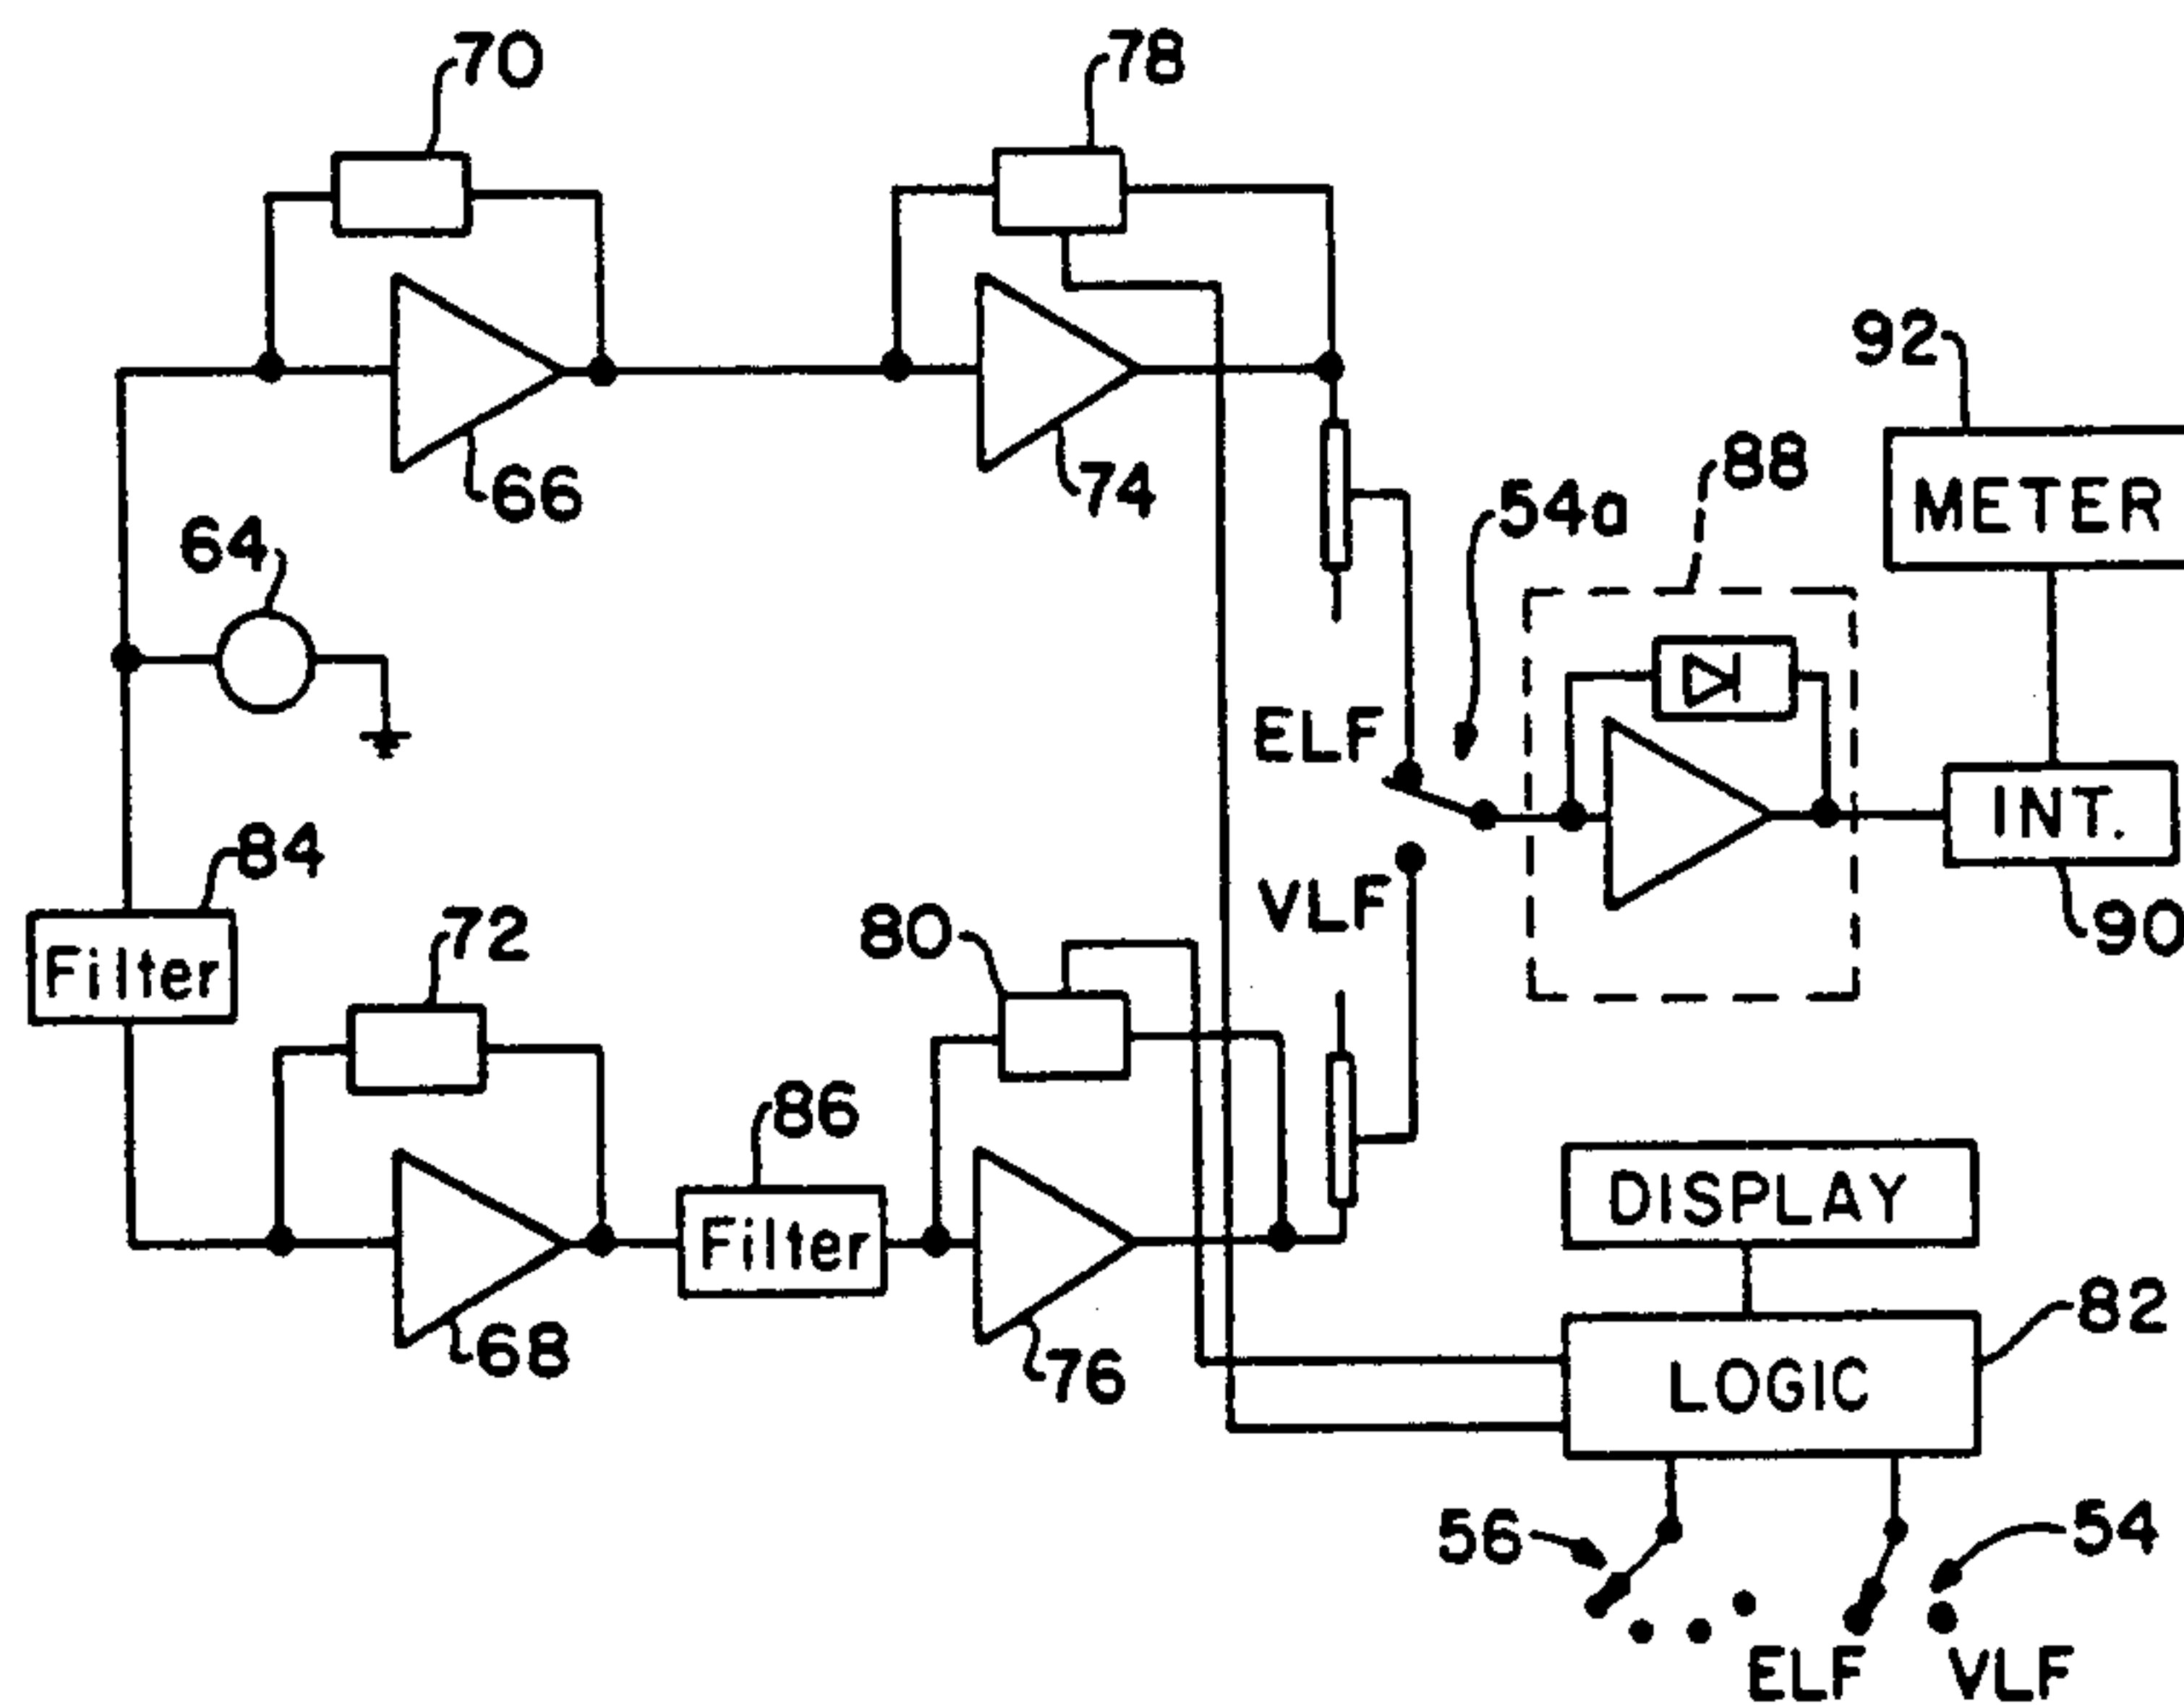 70
78
92
66
74
88
54a
METER
64
ELF
INT.
84
VLF
90
Filter
72
80
86
DISPLAY
Filter
82
68
76
LOGIC
56
54
ELF
VLF